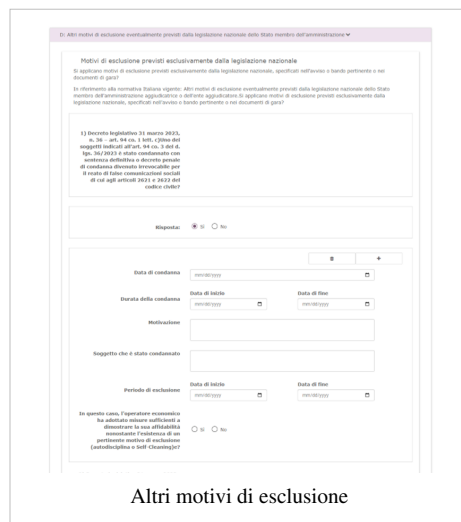 D: Altri motivi di esclusione eventualmente previsti dalla legislazione nazionale dello Stato membro dell'amministrazione
Motivi di esclusione previsti esclusivamente dalla legislazione nazionale
Si applicano motivi di esclusione previsti esclusivamente dalla legislazione nazionale, specificati nell'avviso o bando pertinente o nei
documenti di gara?
In riferimento alla normativa Italiana vigente: Altri motivi di esclusione eventualmente previsti dalla legislazione nazionale dello Stato
membro dell'amministrazione aggiudicatrice o dell'ente aggiudicatore.Si applicano motivi di esclusione previsti esclusivamente dalla
legislazione nazionale, specificati nell'avviso o bando pertinente o nei documenti di gara?
1) Decreto legislativo 31 marzo 2023,
n. 36 - art. 94 co. 1 lett. c)Uno dei
soggetti indicati all'art. 94 co. 3 del d.
lgs. 36/2023 è stato condannato con
sentenza definitiva o decreto penale
di condanna divenuto irrevocabile per
il reato di false comunicazioni sociali
di cui agli articoli 2621 e 2622 del
codice civile?
Risposta: Sì No
+
Data di condanna mm/dd/yyyy
Data di inizio Data di fine
Durata della condanna mm/dd/yyyy mm/dd/yyyy
Motivazione
Soggetto che è stato condannato
Data di inizio Data di fine
Periodo di esclusione mm/dd/yyyy mm/dd/yyyy
In questo caso, l'operatore economico
ha adottato misure sufficienti a
dimostrare la sua affidabilità
nonostante l'esistenza di un
pertinente motivo di esclusione
(autodisciplina o Self-Cleaning)e?
Sì No
Altri motivi di esclusione